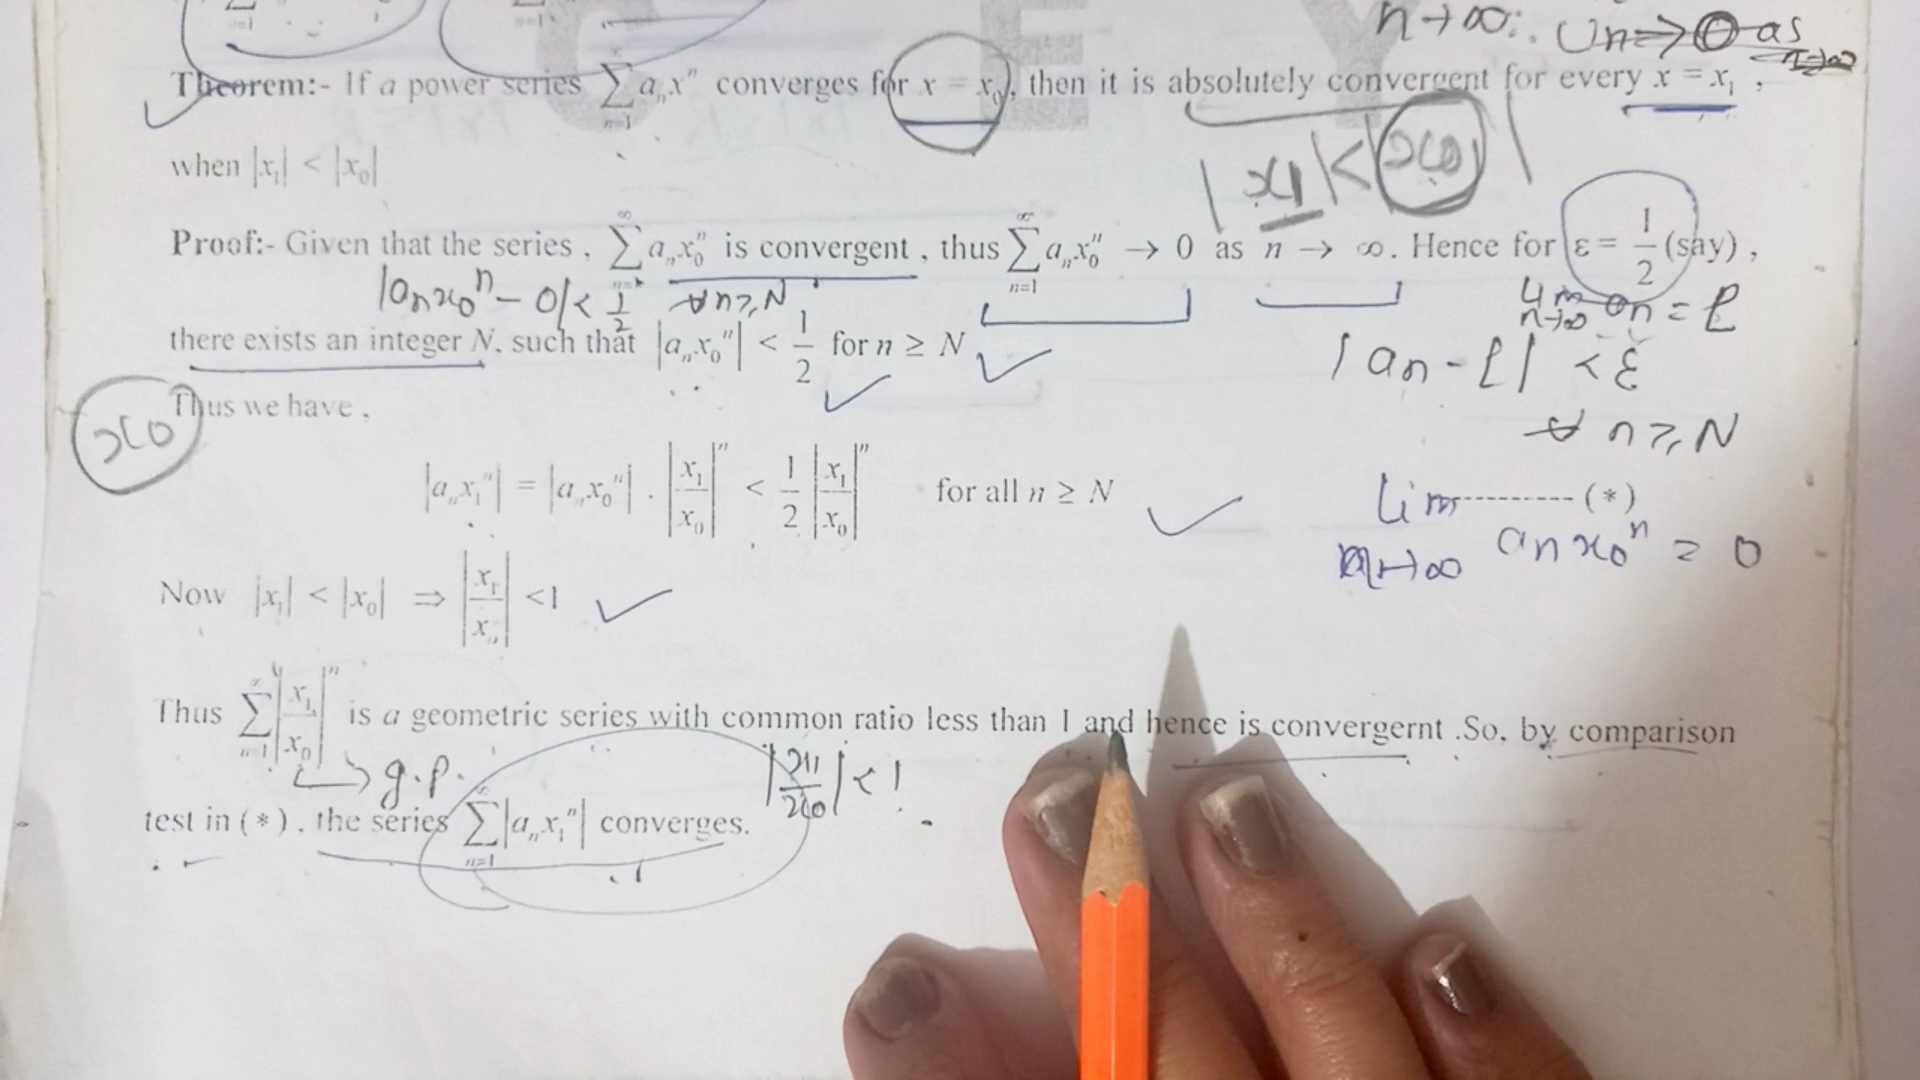 n→∞ ∴ Un→0 as
n→∞
Theorem:- If a power series ∑_{n=1}^{∞} aₙxⁿ converges for x = x₀, then it is absolutely convergent for every x = x₁ ,
when |x₁| < |x₀|
|x₁| < |x₀|
Proof:- Given that the series , ∑_{n=1}^{∞} aₙx₀ⁿ is convergent , thus ∑_{n=1}^{∞} aₙx₀ⁿ → 0 as n → ∞. Hence for ε = 1/2 (say) ,
|aₙx₀ⁿ - 0| < 1/2 ∀ n ≥ N
Lim n→∞ aₙ = l
there exists an integer N, such that |aₙx₀ⁿ| < 1/2 for n ≥ N
|aₙ - l| < ε
∀ n ≥ N
x₀
Thus we have ,
|aₙx₁ⁿ| = |aₙx₀ⁿ| . |x₁/x₀|ⁿ < 1/2 |x₁/x₀|ⁿ for all n ≥ N ---------- (*)
Lim n→∞ aₙx₀ⁿ = 0
Now |x₁| < |x₀| ⇒ |x₁/x₀| <1
Thus ∑_{n=1}^{∞} |x₁/x₀|ⁿ is a geometric series with common ratio less than 1 and hence is convergernt .So, by comparison
g.p.
|x₁/x₀| < 1
test in (*) , the series ∑_{n=1}^{∞} |aₙx₁ⁿ| converges.